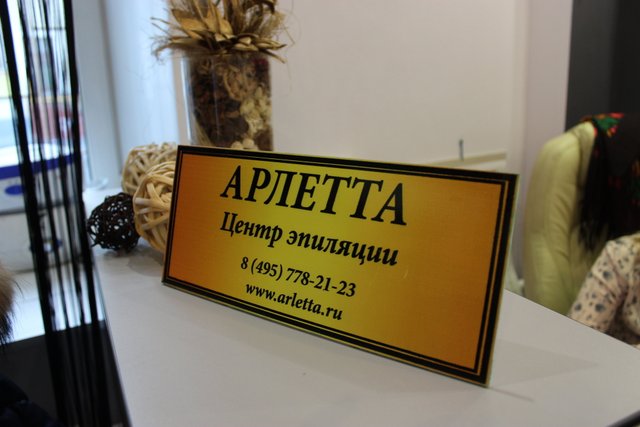 АРЛЕТТА
Центр эпиляции
8 (495) 778-21-23
www.arletta.ru